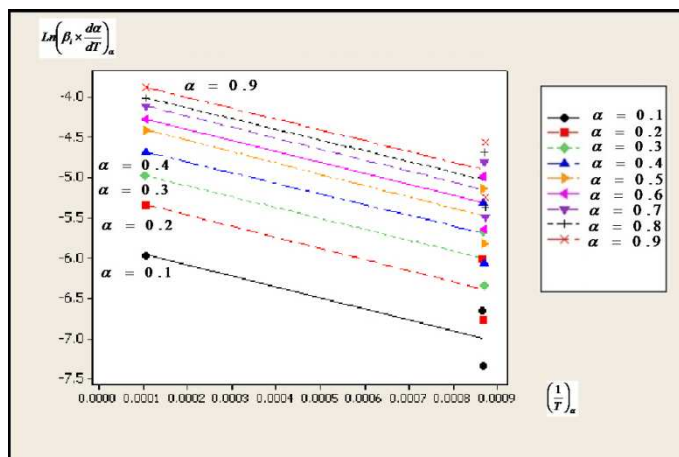 Ln(β_i × dα/dT)_α
α = 0.9
-4.0
-4.5
-5.0
-5.5
-6.0
-6.5
-7.0
-7.5
α = 0.4
α = 0.3
α = 0.2
α = 0.1
0.0000 0.0001 0.0002 0.0003 0.0004 0.0005 0.0006 0.0007 0.0008 0.0009
(1/T)_α
α = 0.1
α = 0.2
α = 0.3
α = 0.4
α = 0.5
α = 0.6
α = 0.7
α = 0.8
α = 0.9